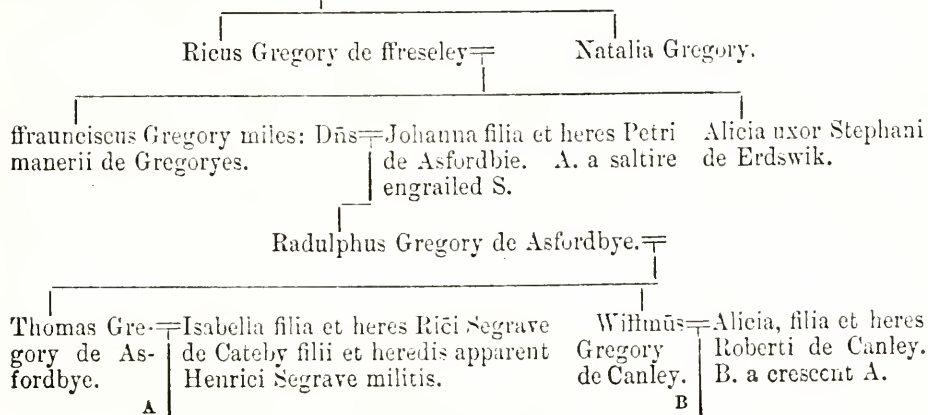 Ricus Gregory de ffreseley Natalia Gregory.
ffraunciscus Gregory miles: Dñs
manerii de Gregoryes.
Johanna filia et heres Petri
de Asfordbie. A. a saltire
engrailed S.
Alicia uxor Stephani
de Erdswik.
Radulphus Gregory de Asfordbye.
Thomas Gre-
gory de As-
fordbye.
Isabella filia et heres Rici Segrave
de Cateby filii et heredis apparent
Henrici Segrave militis.
A
Willmūs
Gregory
de Canley.
Alicia, filia et heres
Roberti de Canley.
B. a crescent A.
B